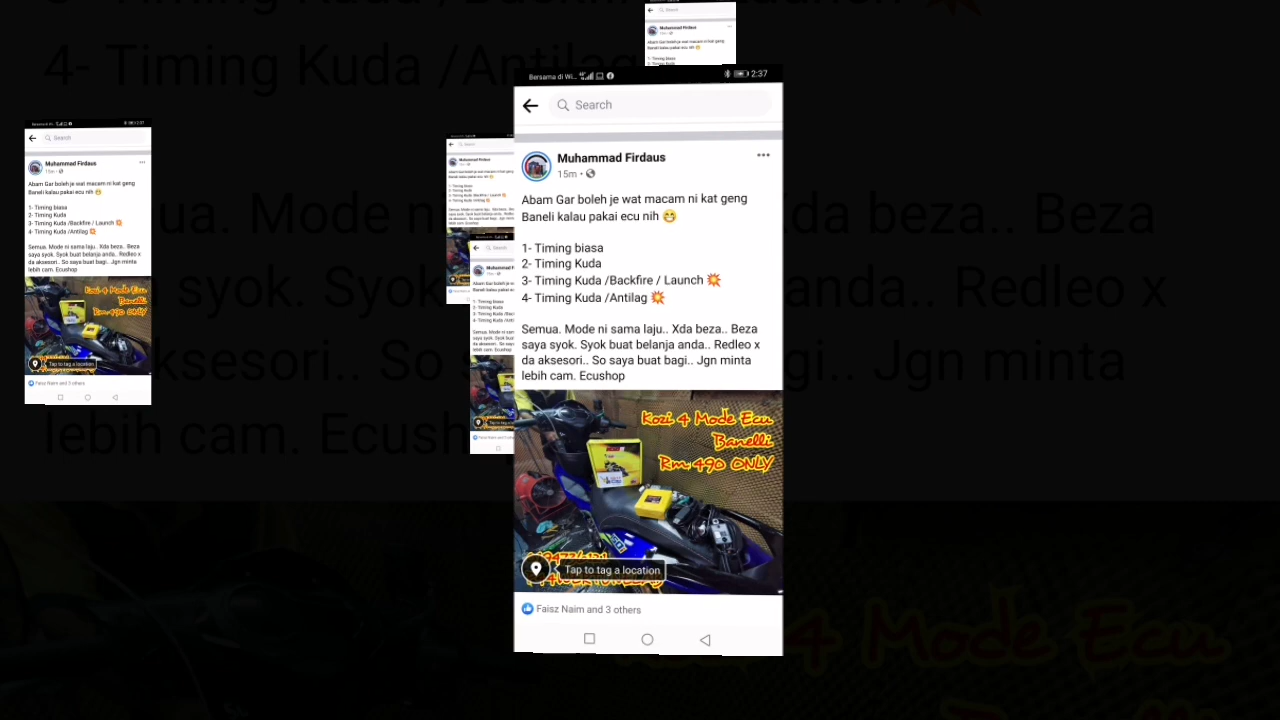 Bersama di Wi...
2:37
Search
Muhammad Firdaus
15m
Abam Gar boleh je wat macam ni kat geng
Baneli kalau pakai ecu nih 😁
1- Timing biasa
2- Timing Kuda
3- Timing Kuda /Backfire / Launch 💥
4- Timing Kuda /Antilag 💥
Semua. Mode ni sama laju.. Xda beza.. Beza
saya syok. Syok buat belanja anda.. Redleo x
da aksesori.. So saya buat bagi.. Jgn minta
lebih cam. Ecushop
Kozi 4 Mode Ecu
Banelli
Rm 490 ONLY
Tap to tag a location
Faisz Naim and 3 others